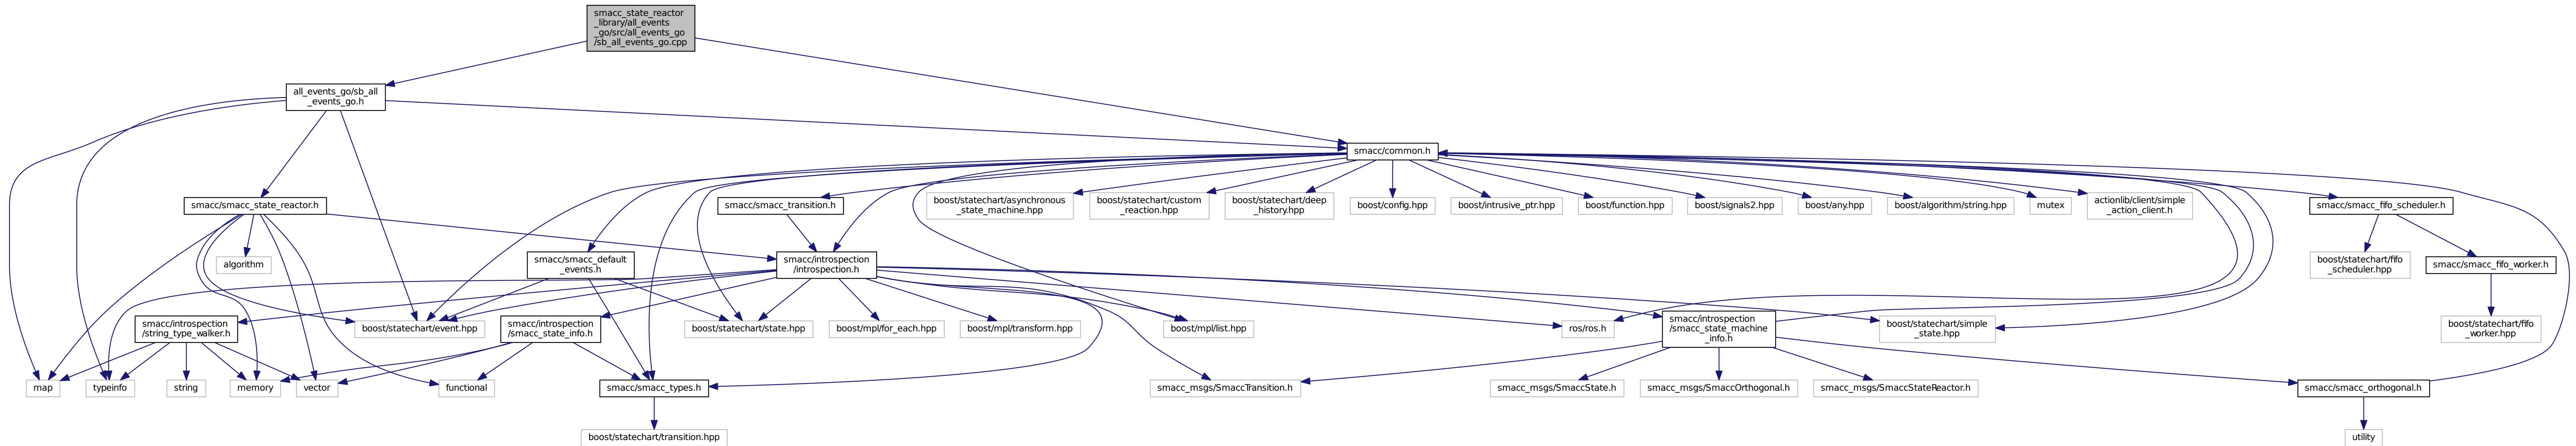 smacc_state_reactor
_library/all_events
_go/src/all_events_go
/sb_all_events_go.cpp
all_events_go/sb_all
_events_go.h
smacc/common.h
smacc/smacc_state_reactor.h
smacc/smacc_transition.h
boost/statechart/asynchronous
_state_machine.hpp
boost/statechart/custom
_reaction.hpp
boost/statechart/deep
_history.hpp
boost/config.hpp
boost/intrusive_ptr.hpp
boost/function.hpp
boost/signals2.hpp
boost/any.hpp
boost/algorithm/string.hpp
mutex
actionlib/client/simple
_action_client.h
smacc/smacc_fifo_scheduler.h
algorithm
smacc/smacc_default
_events.h
smacc/introspection
/introspection.h
boost/statechart/fifo
_scheduler.hpp
smacc/smacc_fifo_worker.h
smacc/introspection
/string_type_walker.h
boost/statechart/event.hpp
smacc/introspection
/smacc_state_info.h
boost/statechart/state.hpp
boost/mpl/for_each.hpp
boost/mpl/transform.hpp
boost/mpl/list.hpp
ros/ros.h
smacc/introspection
/smacc_state_machine
_info.h
boost/statechart/simple
_state.hpp
boost/statechart/fifo
_worker.hpp
map
typeinfo
string
memory
vector
functional
smacc/smacc_types.h
smacc_msgs/SmaccTransition.h
smacc_msgs/SmaccState.h
smacc_msgs/SmaccOrthogonal.h
smacc_msgs/SmaccStateReactor.h
smacc/smacc_orthogonal.h
boost/statechart/transition.hpp
utility